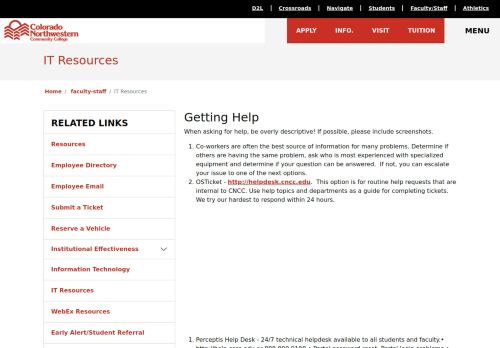 D2L | Crossroads | Navigate | Students | Faculty/Staff | Athletics
Colorado
Northwestern
Community College
APPLY INFO. VISIT TUITION MENU
IT Resources
Home / faculty-staff / IT Resources
RELATED LINKS
Resources
Employee Directory
Employee Email
Submit a Ticket
Reserve a Vehicle
Institutional Effectiveness
Information Technology
IT Resources
WebEx Resources
Early Alert/Student Referral
Getting Help
When asking for help, be overly descriptive! If possible, please include screenshots.
1. Co-workers are often the best source of information for many problems. Determine if
others are having the same problem, ask who is most experienced with specialized
equipment and determine if your question can be answered.  If not, you can escalate
your issue to one of the next options.
2. OSTicket - http://helpdesk.cncc.edu.  This option is for routine help requests that are
internal to CNCC. Use help topics and departments as a guide for completing tickets.
We try our hardest to respond within 24 hours.
1. Perceptis Help Desk - 24/7 technical helpdesk available to all students and faculty.•